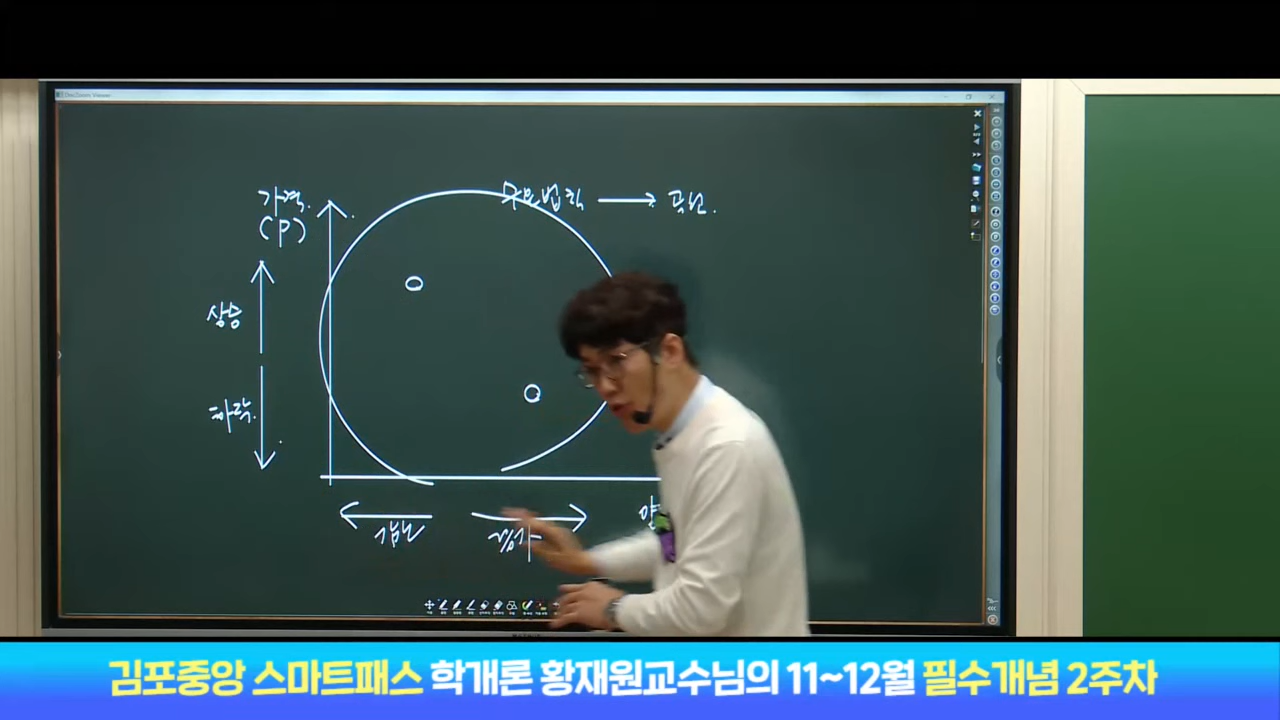 가격.
(P)
수요법칙 → 곡선.
상승
하락.
감소
증가
김포중앙 스마트패스 학개론 황재원교수님의 11~12월 필수개념 2주차